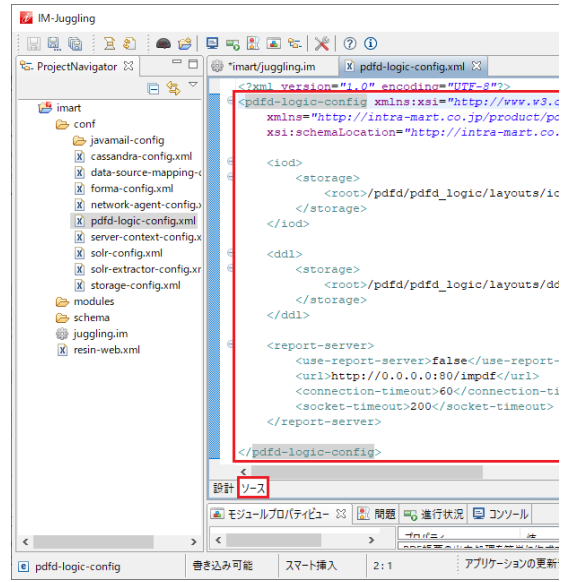 IM-Juggling
ProjectNavigator
imart
conf
javamail-config
cassandra-config.xml
data-source-mapping-c
forma-config.xml
network-agent-config.x
pdfd-logic-config.xml
server-context-config.x
solr-config.xml
solr-extractor-config.xr
storage-config.xml
modules
schema
juggling.im
resin-web.xml
*imart/juggling.im
pdfd-logic-config.xml
<?xml version="1.0" encoding="UTF-8"?>
<pdfd-logic-config xmlns:xsi="http://www.w3.o
xmlns="http://intra-mart.co.jp/product/pd
xsi:schemaLocation="http://intra-mart.co.
<iod>
<storage>
<root>/pdfd/pdfd_logic/layouts/io
</storage>
</iod>
<ddl>
<storage>
<root>/pdfd/pdfd_logic/layouts/dd
</storage>
</ddl>
<report-server>
<use-report-server>false</use-report-
<url>http://0.0.0.0:80/impdf</url>
<connection-timeout>60</connection-ti
<socket-timeout>200</socket-timeout>
</report-server>
</pdfd-logic-config>
設計 ソース
モジュールプロパティビュー 問題 進行状況 コンソール
プロパティ 値
pdfd-logic-config 書き込み可能 スマート挿入 2:1 アプリケーションの更新